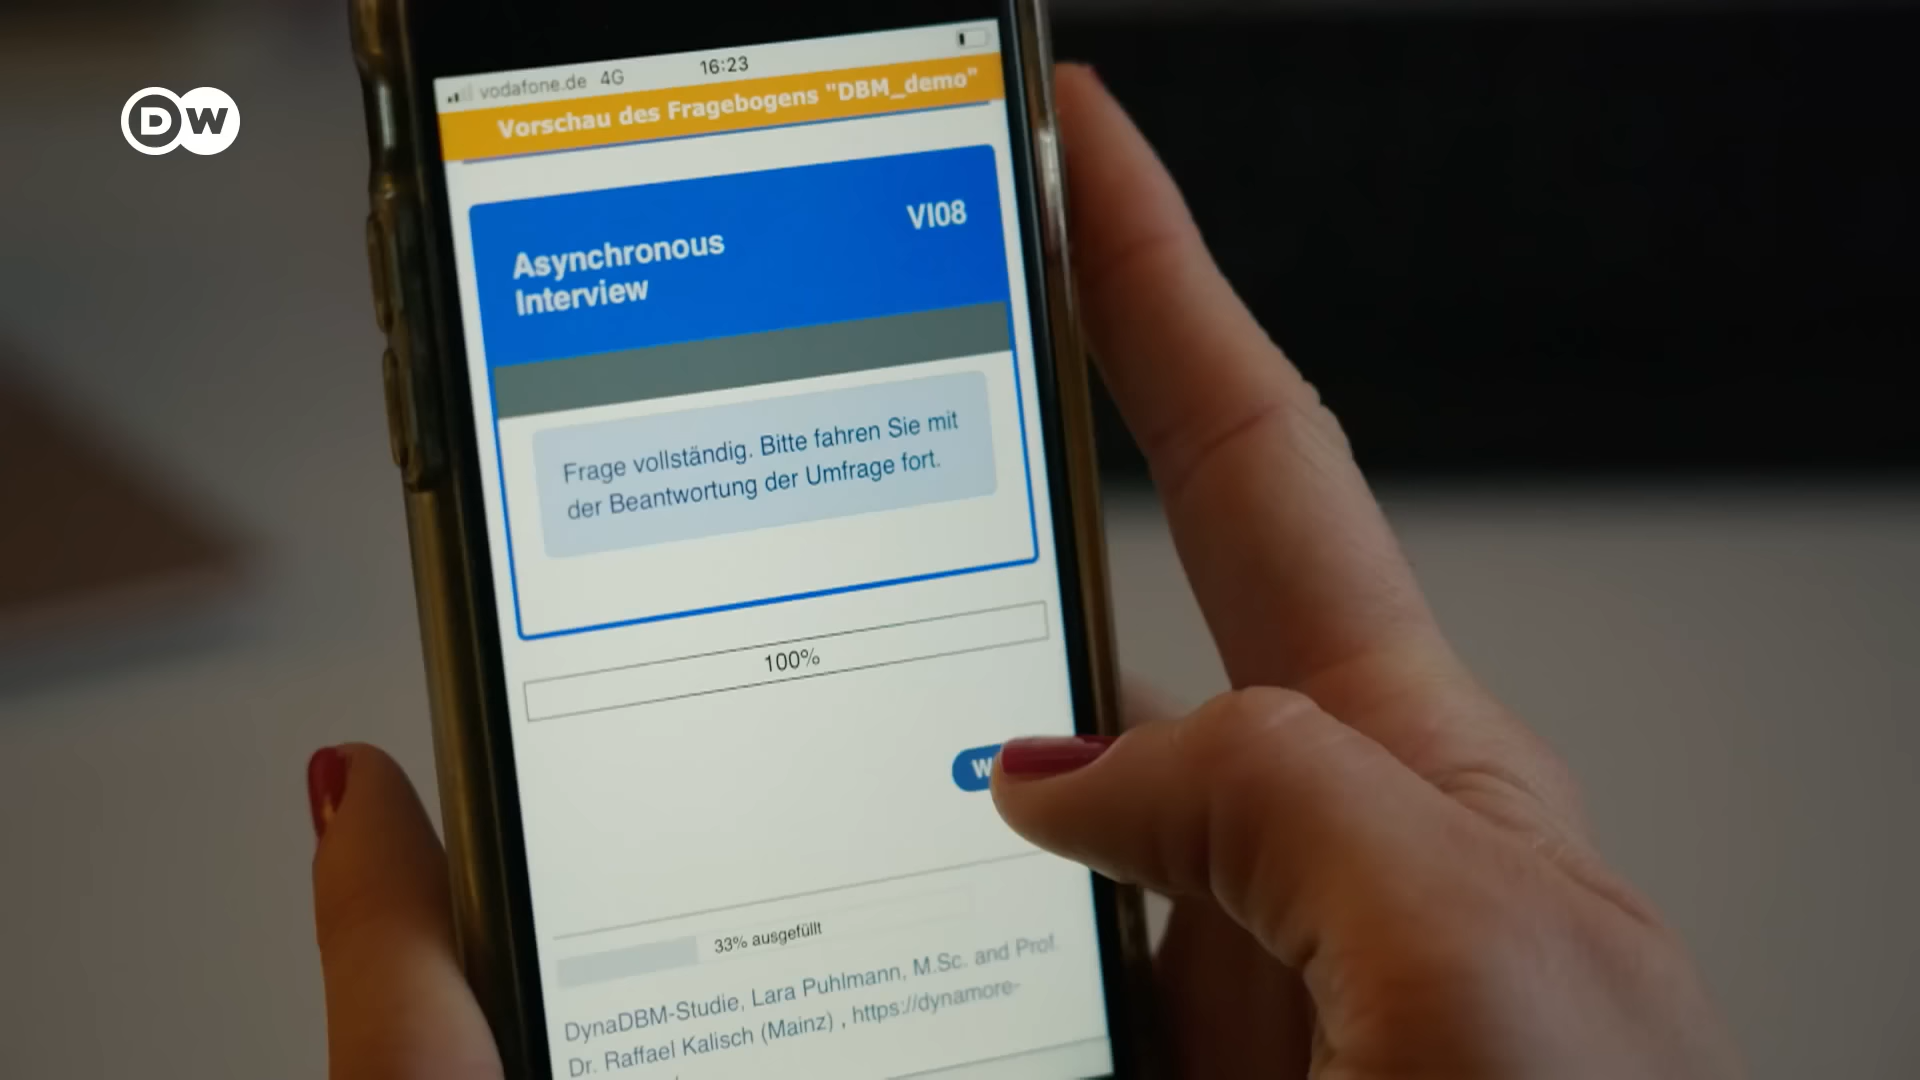 DW
vodafone.de 4G
16:23
Vorschau des Fragebogens "DBM_demo"
Asynchronous
Interview
VI08
Frage vollständig. Bitte fahren Sie mit
der Beantwortung der Umfrage fort.
100%
W
33% ausgefüllt
DynaDBM-Studie, Lara Puhlmann, M.Sc. and Prof.
Dr. Raffael Kalisch (Mainz) , https://dynamore-